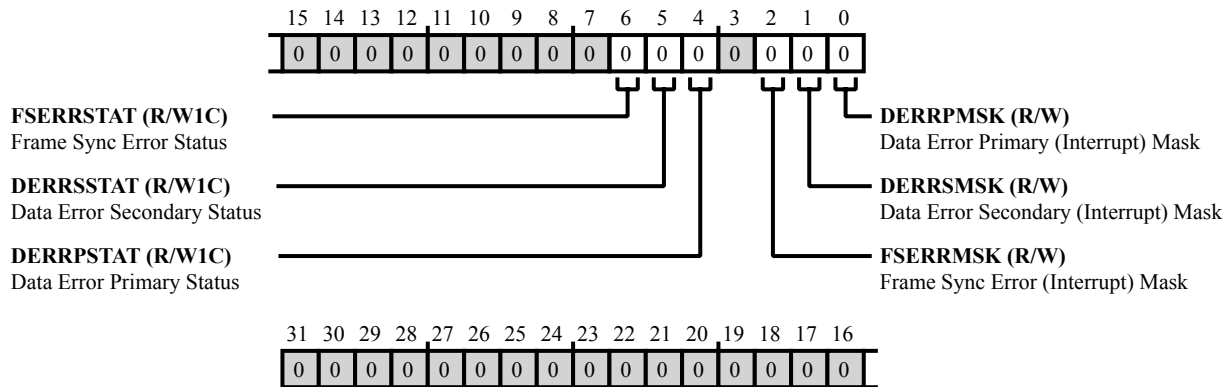 15 14 13 12 11 10 9 8 7 6 5 4 3 2 1 0
0 0 0 0 0 0 0 0 0 0 0 0 0 0 0 0
FSERRSTAT (R/W1C)
Frame Sync Error Status
DERRSSTAT (R/W1C)
Data Error Secondary Status
DERRPSTAT (R/W1C)
Data Error Primary Status
DERRPMSK (R/W)
Data Error Primary (Interrupt) Mask
DERRSMSK (R/W)
Data Error Secondary (Interrupt) Mask
FSERRMSK (R/W)
Frame Sync Error (Interrupt) Mask
31 30 29 28 27 26 25 24 23 22 21 20 19 18 17 16
0 0 0 0 0 0 0 0 0 0 0 0 0 0 0 0